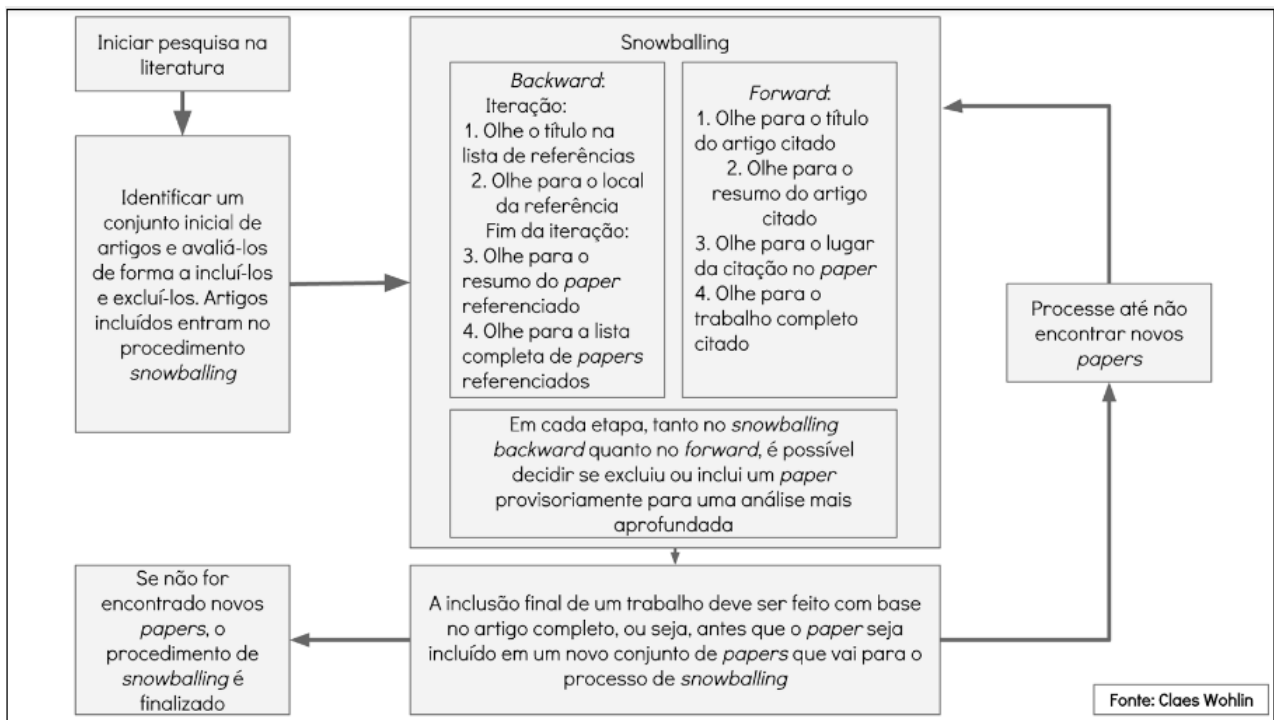 Iniciar pesquisa na
literatura
Identificar um
conjunto inicial de
artigos e avaliá-los
de forma a incluí-los
e excluí-los. Artigos
incluídos entram no
procedimento
snowballing
Snowballing
Backward:
Iteração:
1. Olhe o título na
lista de referências
2. Olhe para o local
da referência
Fim da iteração:
3. Olhe para o
resumo do paper
referenciado
4. Olhe para a lista
completa de papers
referenciados
Forward:
1. Olhe para o título
do artigo citado
2. Olhe para o
resumo do artigo
citado
3. Olhe para o lugar
da citação no paper
4. Olhe para o
trabalho completo
citado
Em cada etapa, tanto no snowballing
backward quanto no forward, é possível
decidir se excluiu ou inclui um paper
provisoriamente para uma análise mais
aprofundada
Processe até não
encontrar novos
papers
A inclusão final de um trabalho deve ser feito com base
no artigo completo, ou seja, antes que o paper seja
incluído em um novo conjunto de papers que vai para o
processo de snowballing
Se não for
encontrado novos
papers, o
procedimento de
snowballing é
finalizado
Fonte: Claes Wohlin